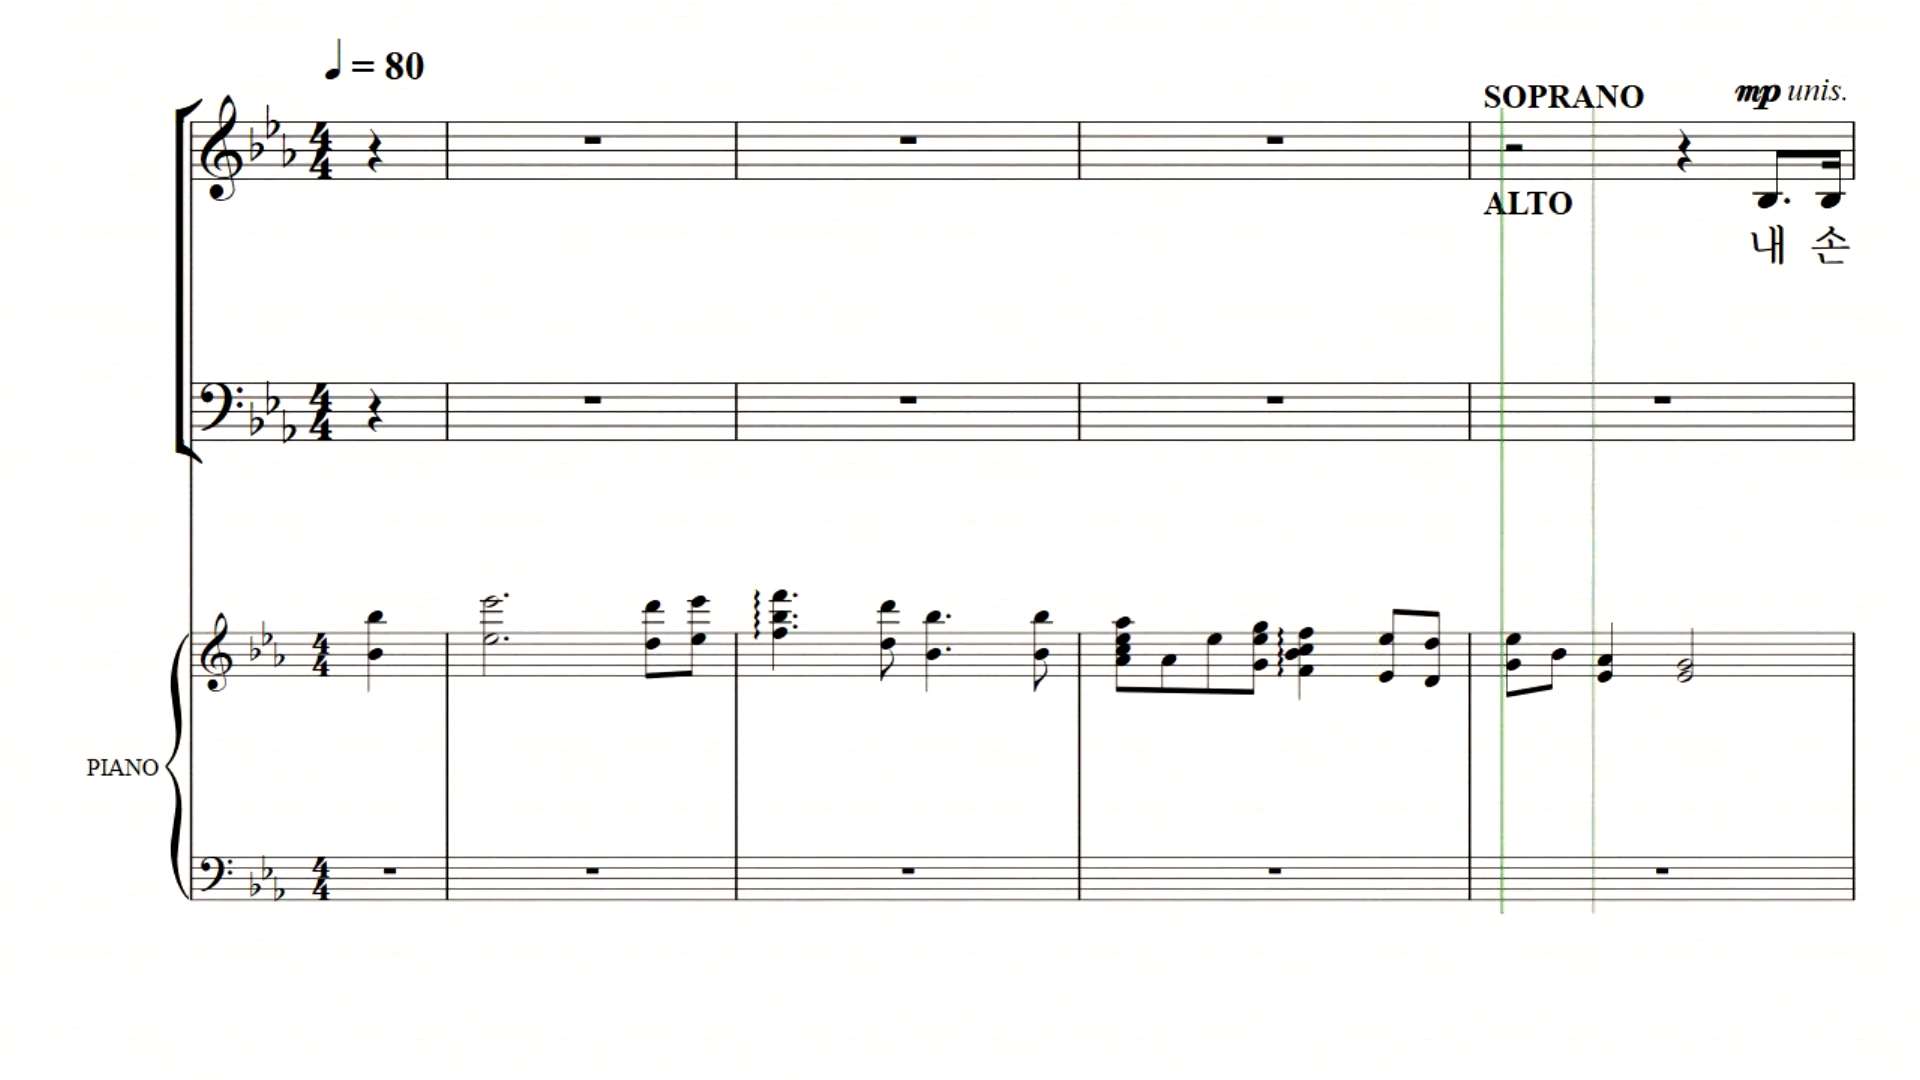 ♩ = 80
SOPRANO
mp unis.
ALTO
내 손
PIANO